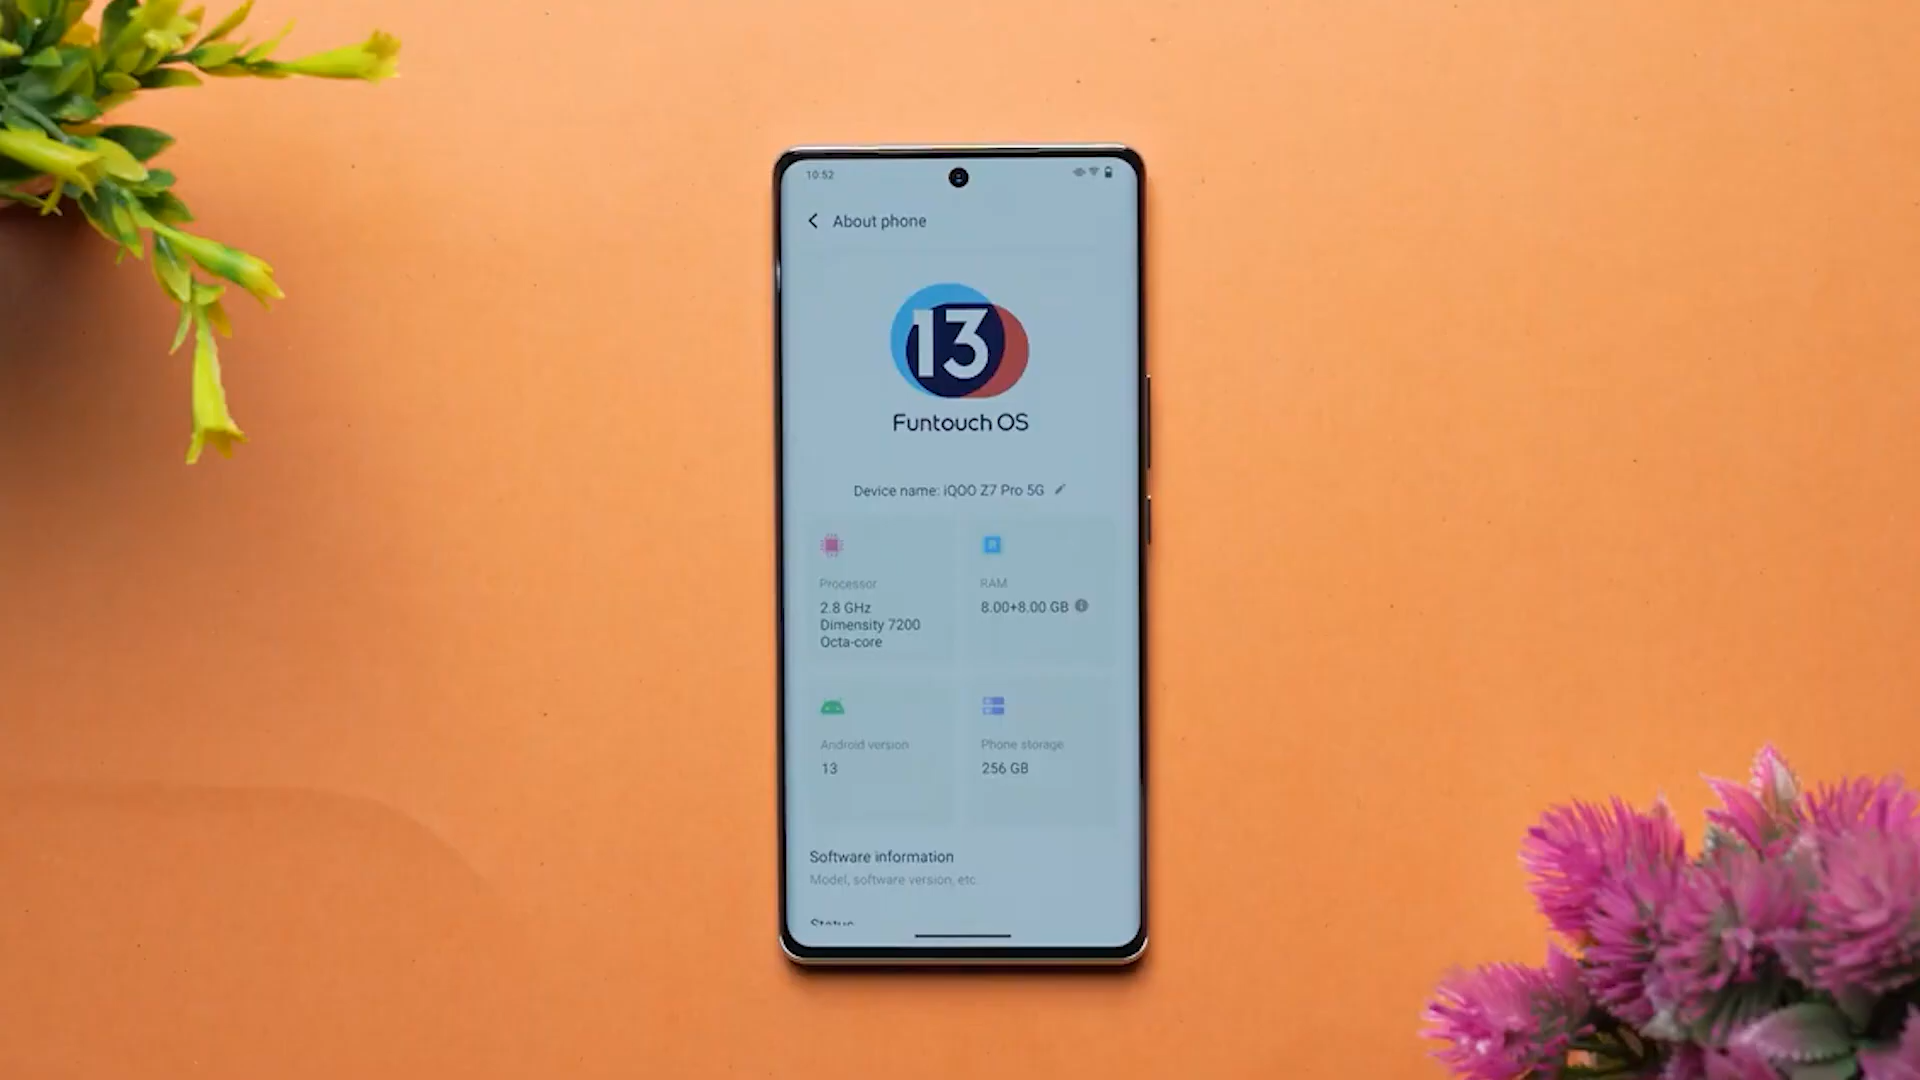 10:52
About phone
13
Funtouch OS
Device name: iQOO Z7 Pro 5G
Processor
2.8 GHz
Dimensity 7200
Octa-core
RAM
8.00+8.00 GB
Android version
13
Phone storage
256 GB
Software information
Model, software version, etc.
Status